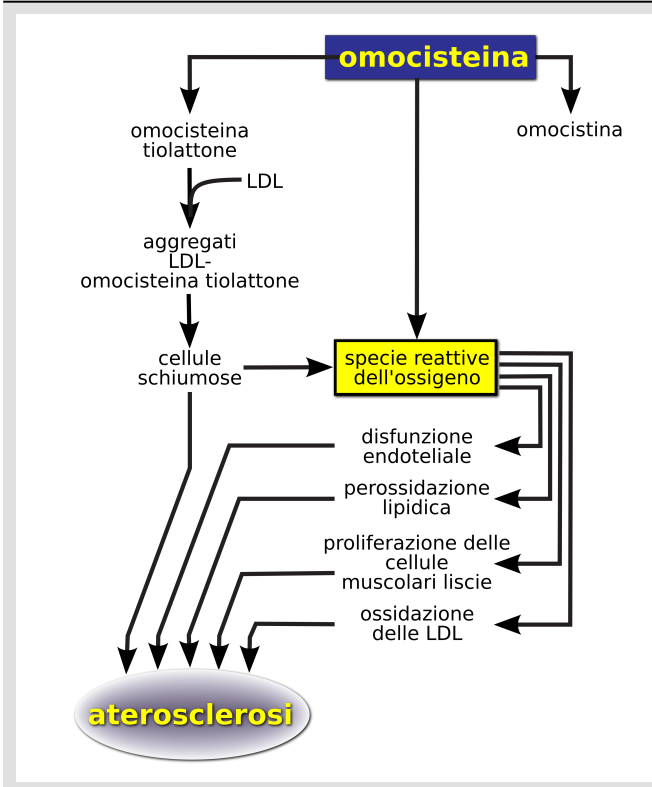 omocisteina
omocisteina
tiolattone
omocistina
LDL
aggregati
LDL-
omocisteina tiolattone
cellule
schiumose
specie reattive
dell'ossigeno
disfunzione
endoteliale
perossidazione
lipidica
proliferazione delle
cellule
muscolari liscie
ossidazione
delle LDL
aterosclerosi